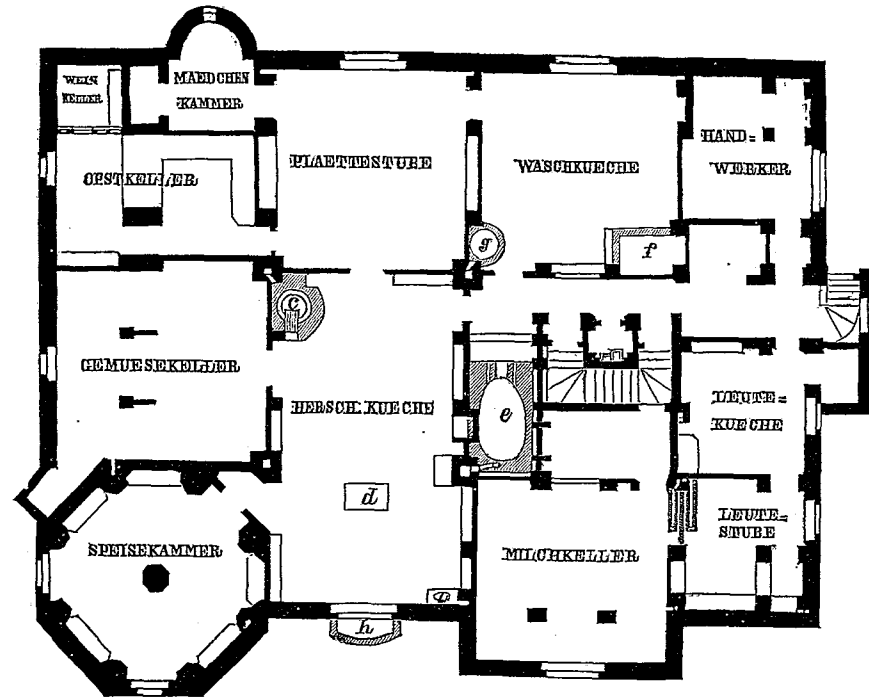 WEIN
KELLER
MAEDCHEN
KAMMER
PLAETTESTUBE
WASCHKUECHE
HAND=
WERKER
OBSTKELLER
g
f
c
GEMUESEKELLER
HERSCH. KUECHE
e
LEUTE=
KUECHE
d
SPEISEKAMMER
MILCHKELLER
LEUTE=
STUBE
h